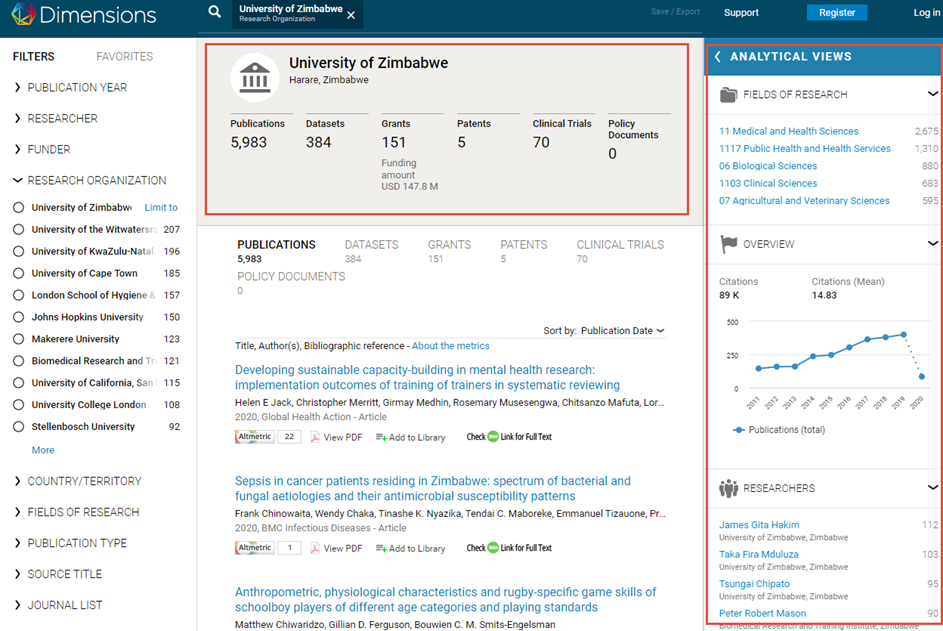 Dimensions
University of Zimbabwe
Research Organization
Save / Export
Support
Register
Log in
FILTERS
FAVORITES
PUBLICATION YEAR
RESEARCHER
FUNDER
RESEARCH ORGANIZATION
University of Zimbabw Limit to
University of the Witwatersra 207
University of KwaZulu-Natal 196
University of Cape Town 185
London School of Hygiene & 157
Johns Hopkins University 150
Makerere University 123
Biomedical Research and Tra 121
University of California, San 115
University College London 108
Stellenbosch University 92
More
COUNTRY/TERRITORY
FIELDS OF RESEARCH
PUBLICATION TYPE
SOURCE TITLE
JOURNAL LIST
University of Zimbabwe
Harare, Zimbabwe
Publications
5,983
Datasets
384
Grants
151
Funding
amount
USD 147.8 M
Patents
5
Clinical Trials
70
Policy
Documents
0
PUBLICATIONS
5,983
DATASETS
384
GRANTS
151
PATENTS
5
CLINICAL TRIALS
70
POLICY DOCUMENTS
0
Sort by: Publication Date
Title, Author(s), Bibliographic reference - About the metrics
Developing sustainable capacity-building in mental health research:
implementation outcomes of training of trainers in systematic reviewing
Helen E Jack, Christopher Merritt, Girmay Medhin, Rosemary Musesengwa, Chitsanzo Mafuta, Lor...
2020, Global Health Action - Article
Altmetric 22 View PDF Add to Library Check 360 Link for Full Text
Sepsis in cancer patients residing in Zimbabwe: spectrum of bacterial and
fungal aetiologies and their antimicrobial susceptibility patterns
Frank Chinowaita, Wendy Chaka, Tinashe K. Nyazika, Tendai C. Maboreke, Emmanuel Tizauone, Pr...
2020, BMC Infectious Diseases - Article
Altmetric 1 View PDF Add to Library Check 360 Link for Full Text
Anthropometric, physiological characteristics and rugby-specific game skills of
schoolboy players of different age categories and playing standards
Matthew Chiwaridzo, Gillian D. Ferguson, Bouwien C. M. Smits-Engelsman
ANALYTICAL VIEWS
FIELDS OF RESEARCH
11 Medical and Health Sciences 2,675
1117 Public Health and Health Services 1,310
06 Biological Sciences 880
1103 Clinical Sciences 683
07 Agricultural and Veterinary Sciences 595
OVERVIEW
Citations
89 K
Citations (Mean)
14.83
500
250
0
2011 2012 2013 2014 2015 2016 2017 2018 2019 2020
Publications (total)
RESEARCHERS
James Gita Hakim 112
University of Zimbabwe, Zimbabwe
Taka Fira Mduluza 103
University of Zimbabwe, Zimbabwe
Tsungai Chipato 95
University of Zimbabwe, Zimbabwe
Peter Robert Mason 90
Biomedical Research and Training Institute, Zimbabwe